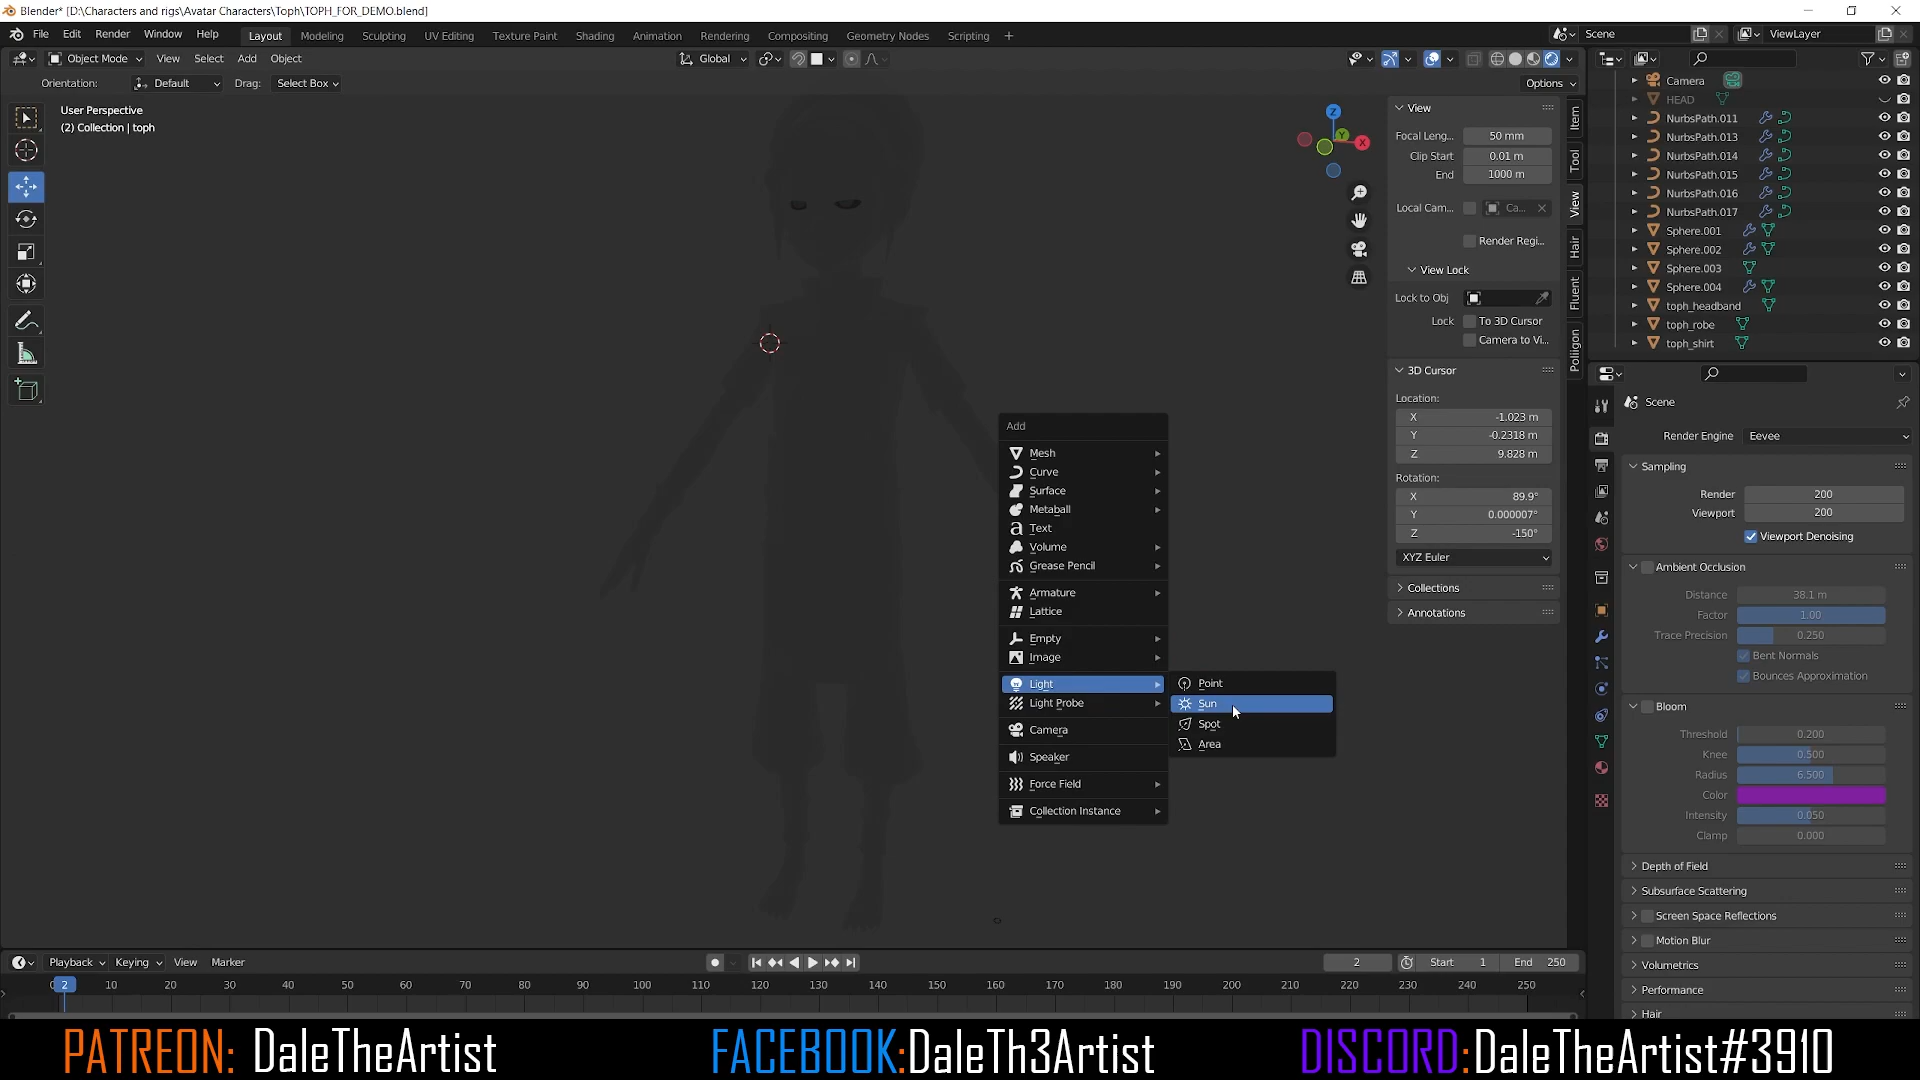 Blender* [D:\Characters and rigs\Avatar Characters\Toph\TOPH_FOR_DEMO.blend]
File Edit Render Window Help Layout Modeling Sculpting UV Editing Texture Paint Shading Animation Rendering Compositing Geometry Nodes Scripting + Scene ViewLayer
Object Mode View Select Add Object Global
Orientation: Default Drag: Select Box Options
User Perspective
(2) Collection | toph
Z
Y
X
View
Focal Leng... 50 mm
Clip Start 0.01 m
End 1000 m
Local Cam... Ca...
Render Regi...
View Lock
Lock to Obj
Lock To 3D Cursor
Camera to Vi...
3D Cursor
Location:
X -1.023 m
Y -0.2318 m
Z 9.828 m
Rotation:
X 89.9°
Y 0.000007°
Z -150°
XYZ Euler
Collections
Annotations
Item
Tool
View
Hair
Fluent
Poliigon
Camera
HEAD
NurbsPath.011
NurbsPath.013
NurbsPath.014
NurbsPath.015
NurbsPath.016
NurbsPath.017
Sphere.001
Sphere.002
Sphere.003
Sphere.004
toph_headband
toph_robe
toph_shirt
Scene
Render Engine Eevee
Sampling
Render 200
Viewport 200
Viewport Denoising
Ambient Occlusion
Distance 38.1 m
Factor 1.00
Trace Precision 0.250
Bent Normals
Bounces Approximation
Bloom
Threshold 0.200
Knee 0.500
Radius 6.500
Color
Intensity 0.050
Clamp 0.000
Depth of Field
Subsurface Scattering
Screen Space Reflections
Motion Blur
Volumetrics
Performance
Hair
Add
Mesh
Curve
Surface
Metaball
Text
Volume
Grease Pencil
Armature
Lattice
Empty
Image
Light
Light Probe
Camera
Speaker
Force Field
Collection Instance
Point
Sun
Spot
Area
Playback Keying View Marker 2 Start 1 End 250
0 2 10 20 30 40 50 60 70 80 90 100 110 120 130 140 150 160 170 180 190 200 210 220 230 240 250
PATREON: DaleTheArtist FACEBOOK:DaleTh3Artist DISCORD:DaleTheArtist#3910